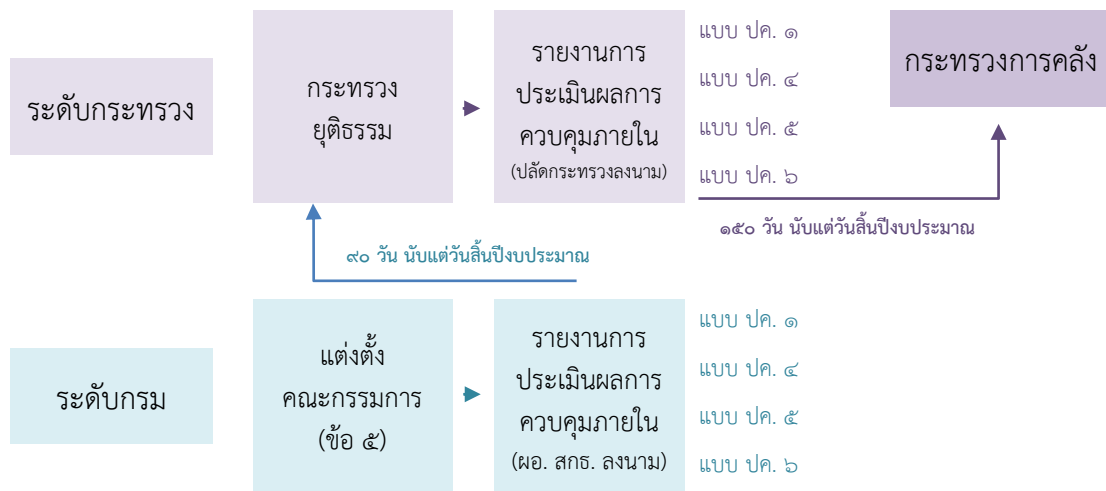 ระดับกระทรวง
กระทรวง
ยุติธรรม
รายงานการ
ประเมินผลการ
ควบคุมภายใน
(ปลัดกระทรวงลงนาม)
แบบ ปค. ๑
แบบ ปค. ๔
แบบ ปค. ๕
แบบ ปค. ๖
กระทรวงการคลัง
๑๕๐ วัน นับแต่วันสิ้นปีงบประมาณ
๙๐ วัน นับแต่วันสิ้นปีงบประมาณ
ระดับกรม
แต่งตั้ง
คณะกรรมการ
(ข้อ ๕)
รายงานการ
ประเมินผลการ
ควบคุมภายใน
(ผอ. สกธ. ลงนาม)
แบบ ปค. ๑
แบบ ปค. ๔
แบบ ปค. ๕
แบบ ปค. ๖